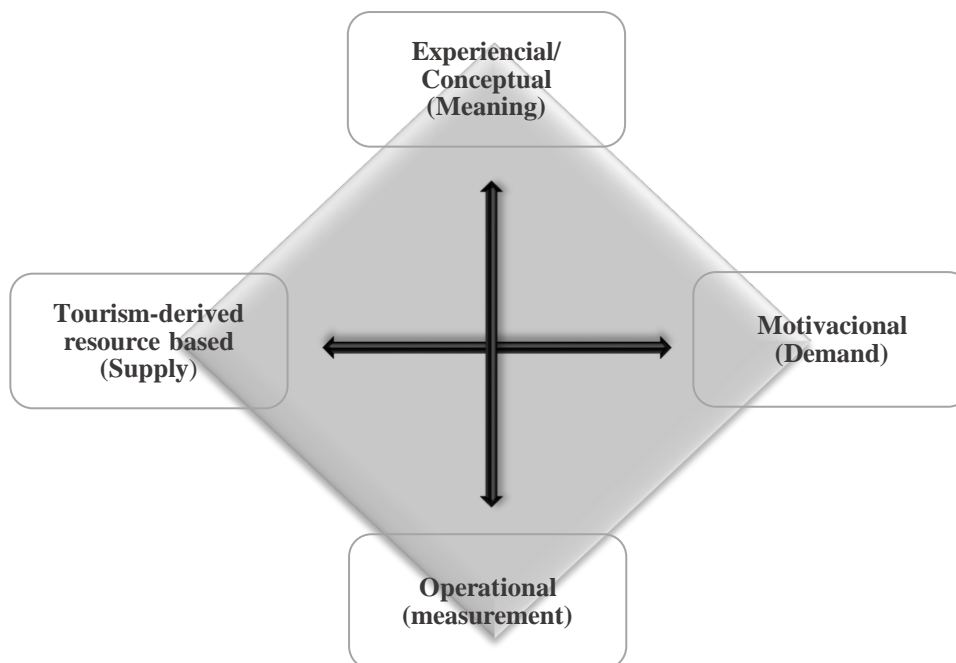 Experiencial/
Conceptual
(Meaning)
Tourism-derived
resource based
(Supply)
Motivacional
(Demand)
Operational
(measurement)